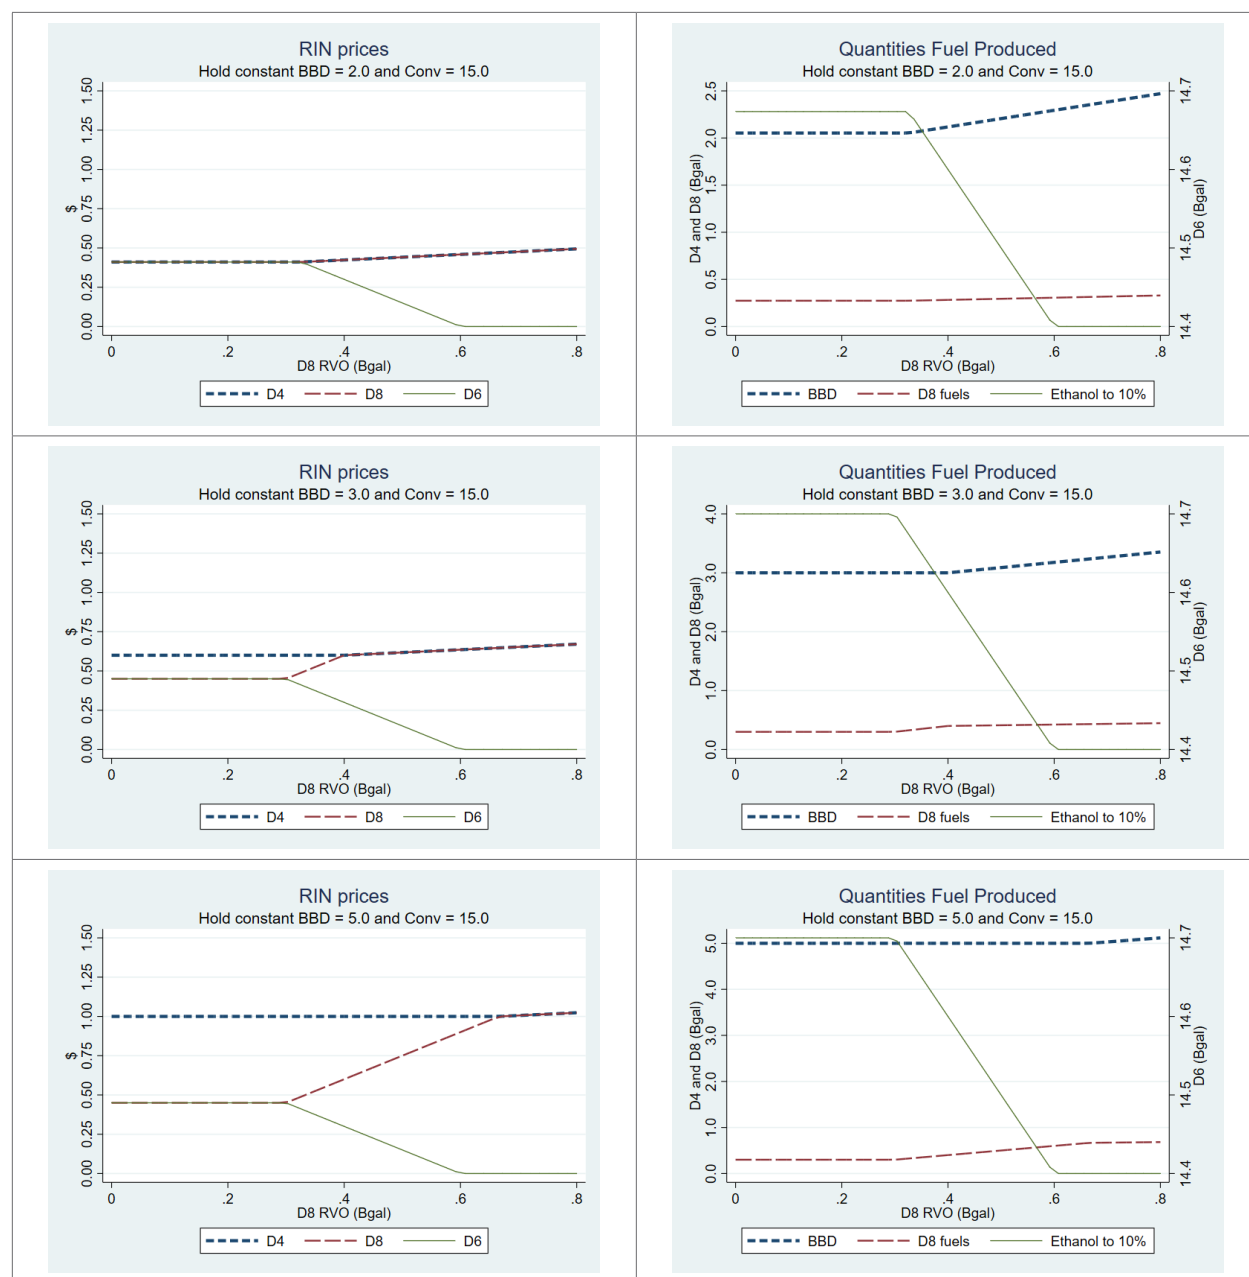 RIN prices
Hold constant BBD = 2.0 and Conv = 15.0
1.50
1.25
1.00
0.75
0.50
0.25
0.00
$
0 .2 .4 .6 .8
D8 RVO (Bgal)
D4 D8 D6
Quantities Fuel Produced
Hold constant BBD = 2.0 and Conv = 15.0
2.5
2.0
1.5
1.0
0.5
0.0
D4 and D8 (Bgal)
14.7
14.6
14.5
14.4
D6 (Bgal)
0 .2 .4 .6 .8
D8 RVO (Bgal)
BBD D8 fuels Ethanol to 10%
RIN prices
Hold constant BBD = 3.0 and Conv = 15.0
1.50
1.25
1.00
0.75
0.50
0.25
0.00
$
0 .2 .4 .6 .8
D8 RVO (Bgal)
D4 D8 D6
Quantities Fuel Produced
Hold constant BBD = 3.0 and Conv = 15.0
4.0
3.0
2.0
1.0
0.0
D4 and D8 (Bgal)
14.7
14.6
14.5
14.4
D6 (Bgal)
0 .2 .4 .6 .8
D8 RVO (Bgal)
BBD D8 fuels Ethanol to 10%
RIN prices
Hold constant BBD = 5.0 and Conv = 15.0
1.50
1.25
1.00
0.75
0.50
0.25
0.00
$
0 .2 .4 .6 .8
D8 RVO (Bgal)
D4 D8 D6
Quantities Fuel Produced
Hold constant BBD = 5.0 and Conv = 15.0
5.0
4.0
3.0
2.0
1.0
0.0
D4 and D8 (Bgal)
14.7
14.6
14.5
14.4
D6 (Bgal)
0 .2 .4 .6 .8
D8 RVO (Bgal)
BBD D8 fuels Ethanol to 10%